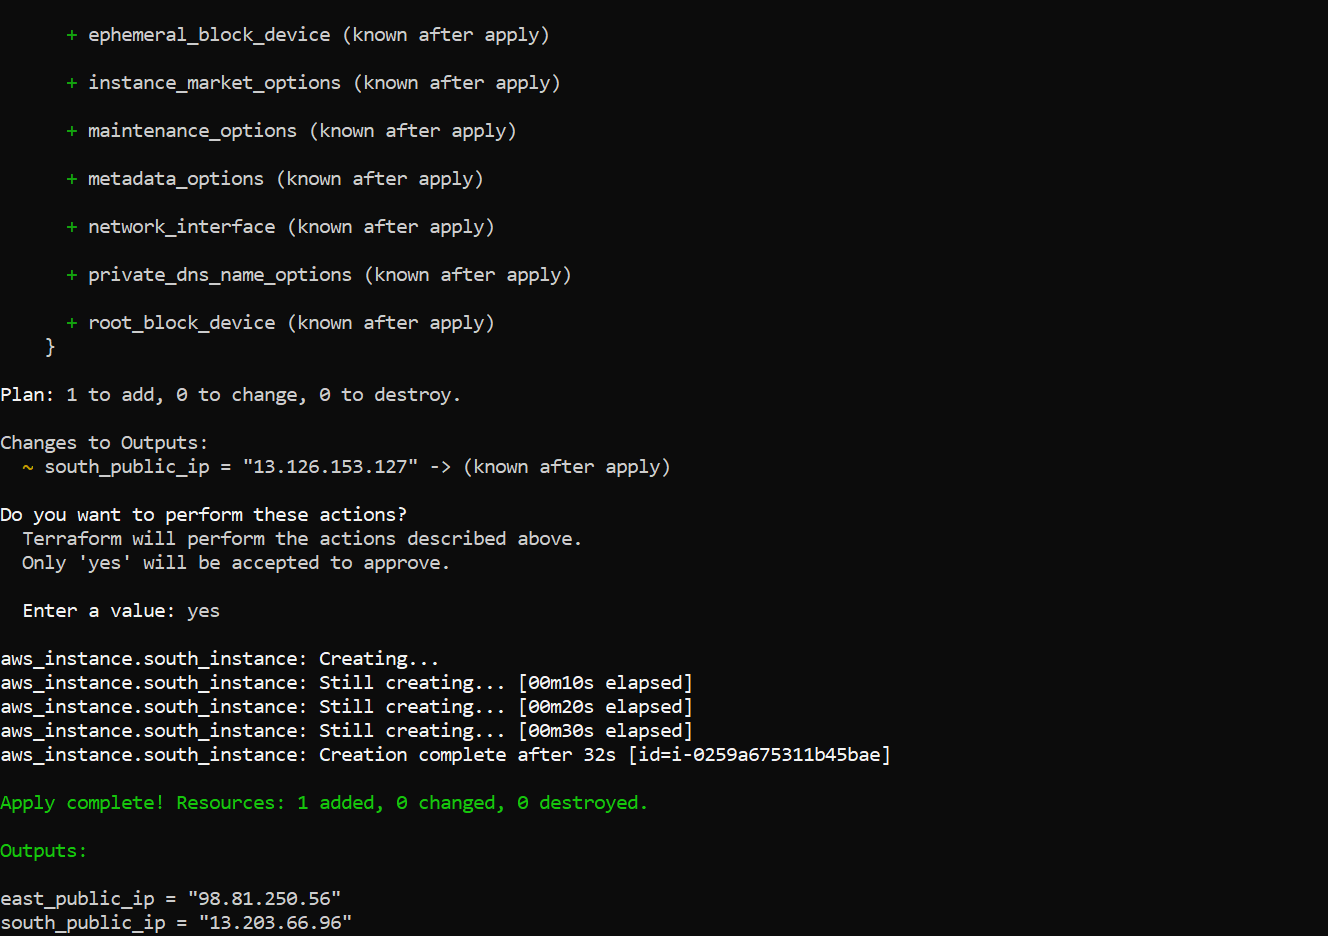 + ephemeral_block_device (known after apply)
+ instance_market_options (known after apply)
+ maintenance_options (known after apply)
+ metadata_options (known after apply)
+ network_interface (known after apply)
+ private_dns_name_options (known after apply)
+ root_block_device (known after apply)
}
Plan: 1 to add, 0 to change, 0 to destroy.
Changes to Outputs:
~ south_public_ip = "13.126.153.127" -> (known after apply)
Do you want to perform these actions?
Terraform will perform the actions described above.
Only 'yes' will be accepted to approve.
Enter a value: yes
aws_instance.south_instance: Creating...
aws_instance.south_instance: Still creating... [00m10s elapsed]
aws_instance.south_instance: Still creating... [00m20s elapsed]
aws_instance.south_instance: Still creating... [00m30s elapsed]
aws_instance.south_instance: Creation complete after 32s [id=i-0259a675311b45bae]
Apply complete! Resources: 1 added, 0 changed, 0 destroyed.
Outputs:
east_public_ip = "98.81.250.56"
south_public_ip = "13.203.66.96"